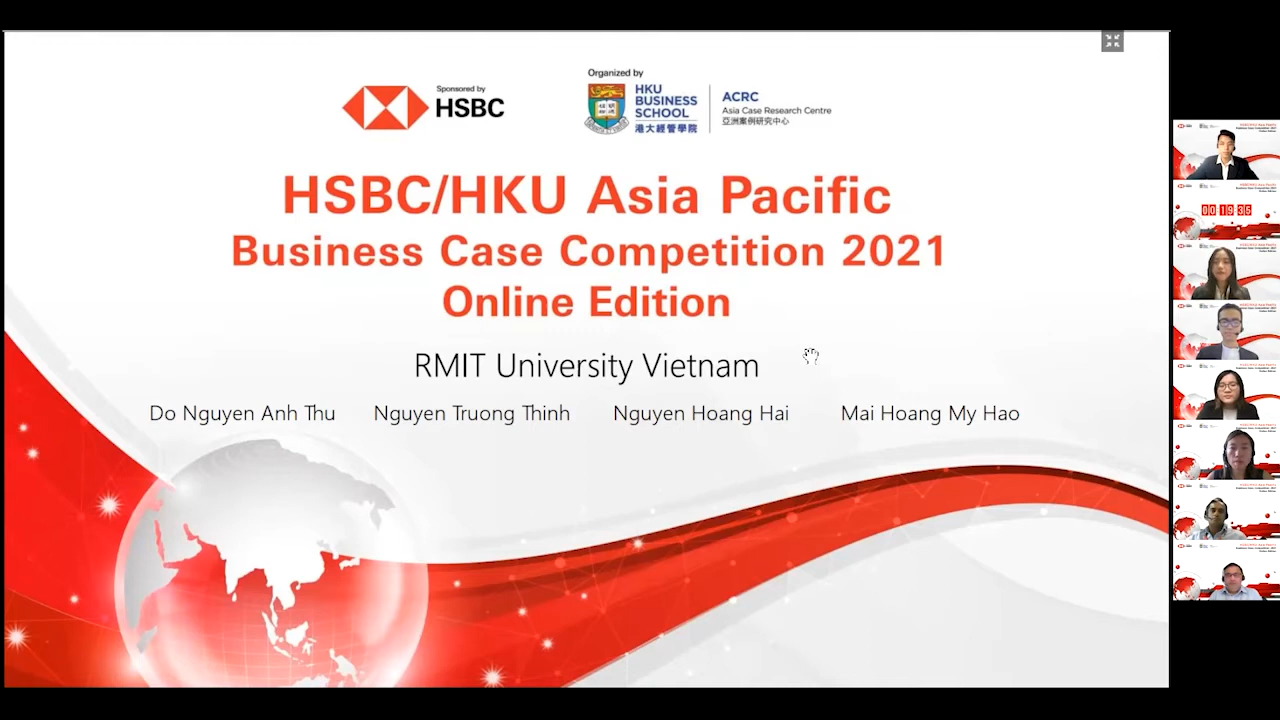 Sponsored by
HSBC
Organized by
HKU
BUSINESS
SCHOOL
港大經管學院
ACRC
Asia Case Research Centre
亞洲案例研究中心
HSBC/HKU Asia Pacific
Business Case Competition 2021
Online Edition
RMIT University Vietnam
Do Nguyen Anh Thu Nguyen Truong Thinh Nguyen Hoang Hai Mai Hoang My Hao
00 19 35